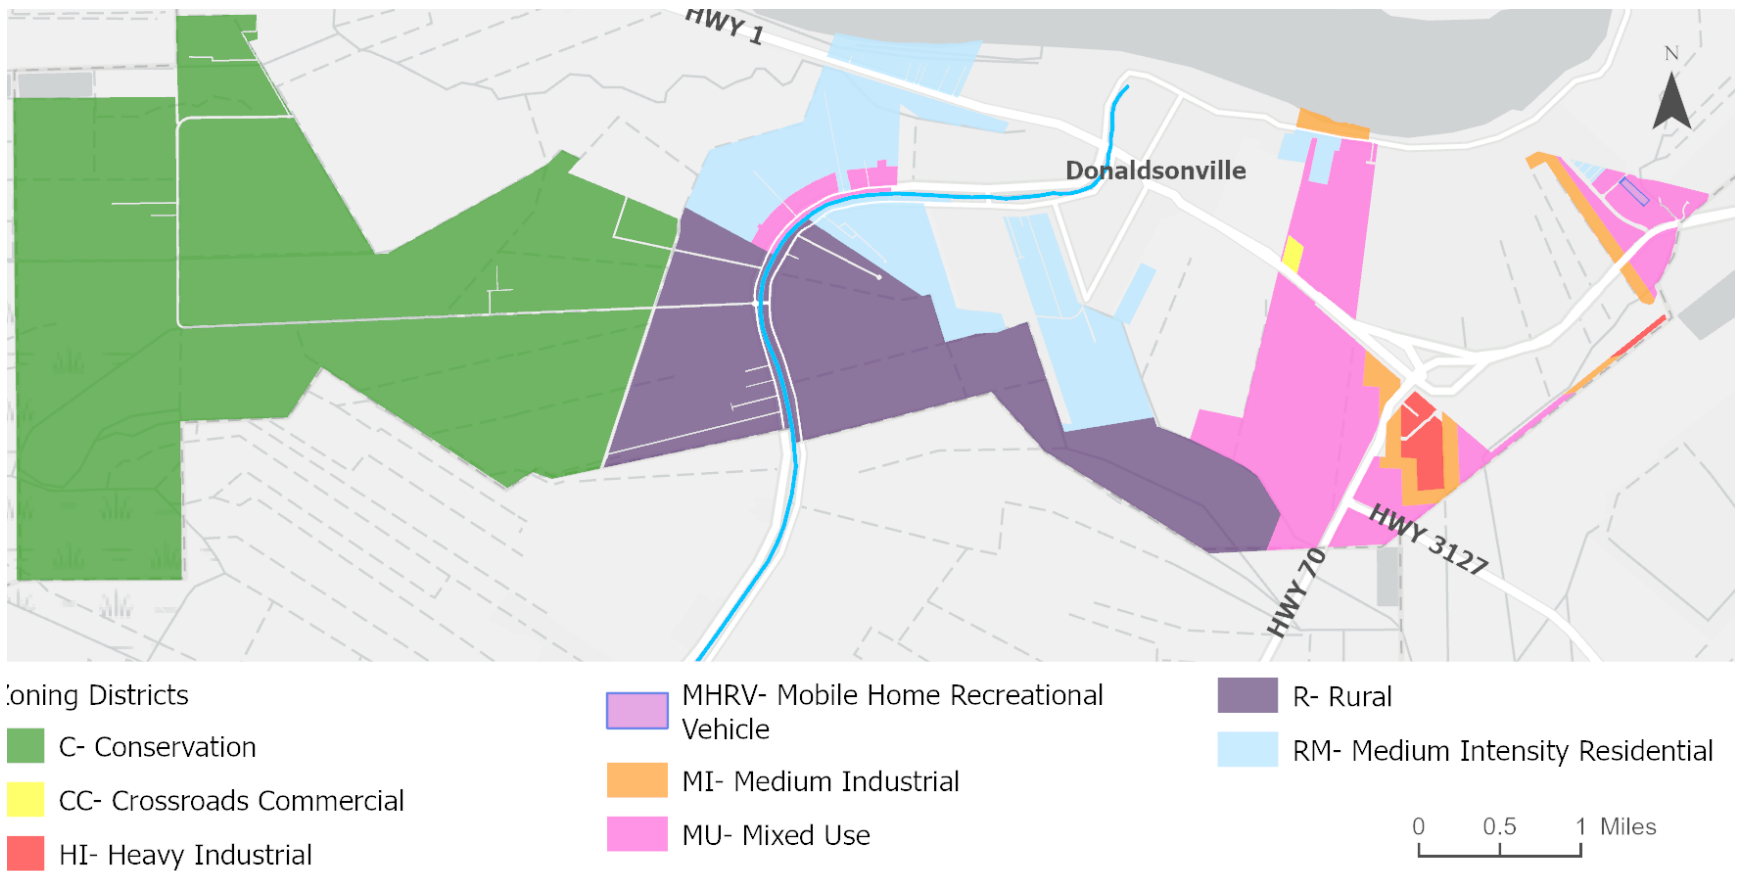 HWY 1
N
Donaldsonville
HWY 3127
HWY 70
oning Districts
C- Conservation
CC- Crossroads Commercial
HI- Heavy Industrial
MHRV- Mobile Home Recreational
Vehicle
MI- Medium Industrial
MU- Mixed Use
R- Rural
RM- Medium Intensity Residential
0 0.5 1 Miles